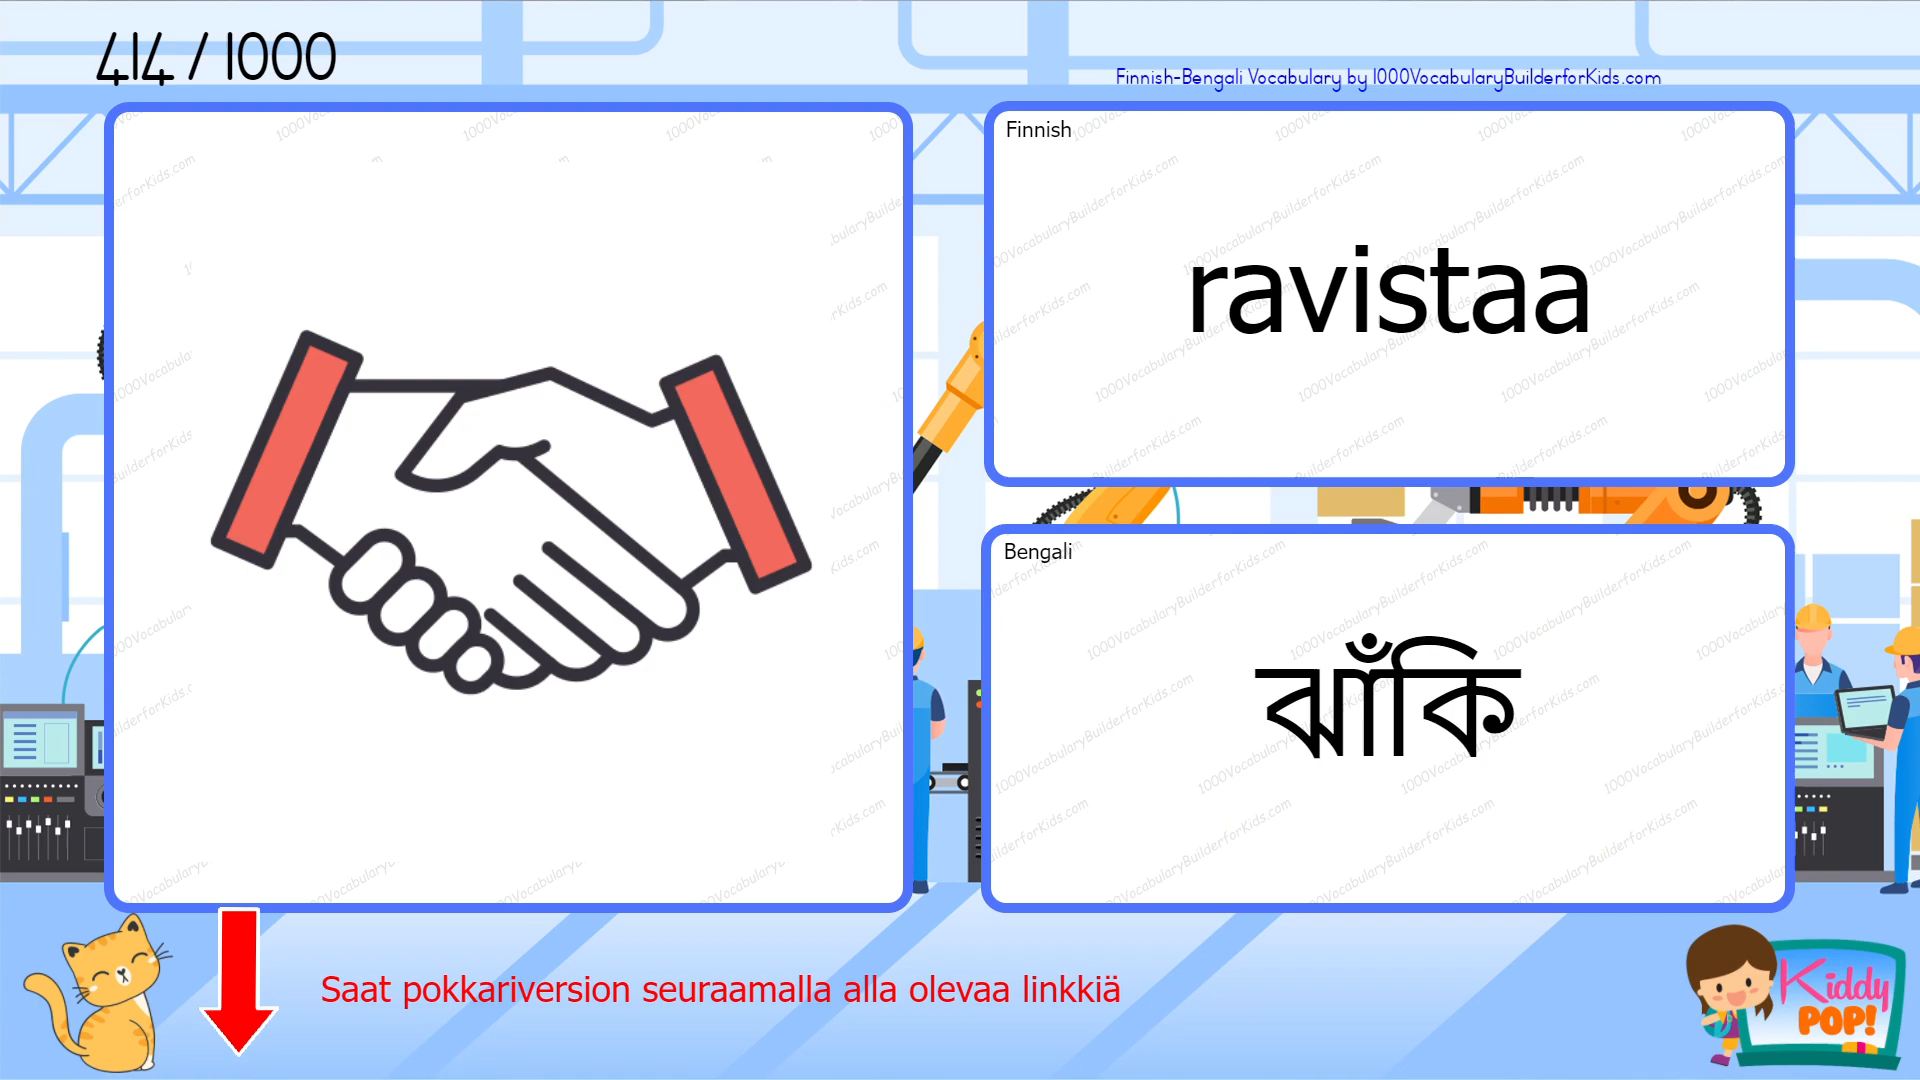 414 / 1000
Finnish-Bengali Vocabulary by 1000VocabularyBuilderforKids.com
Finnish
ravistaa
Bengali
ঝাঁকি
Saat pokkariversion seuraamalla alla olevaa linkkiä
Kiddy
POP!